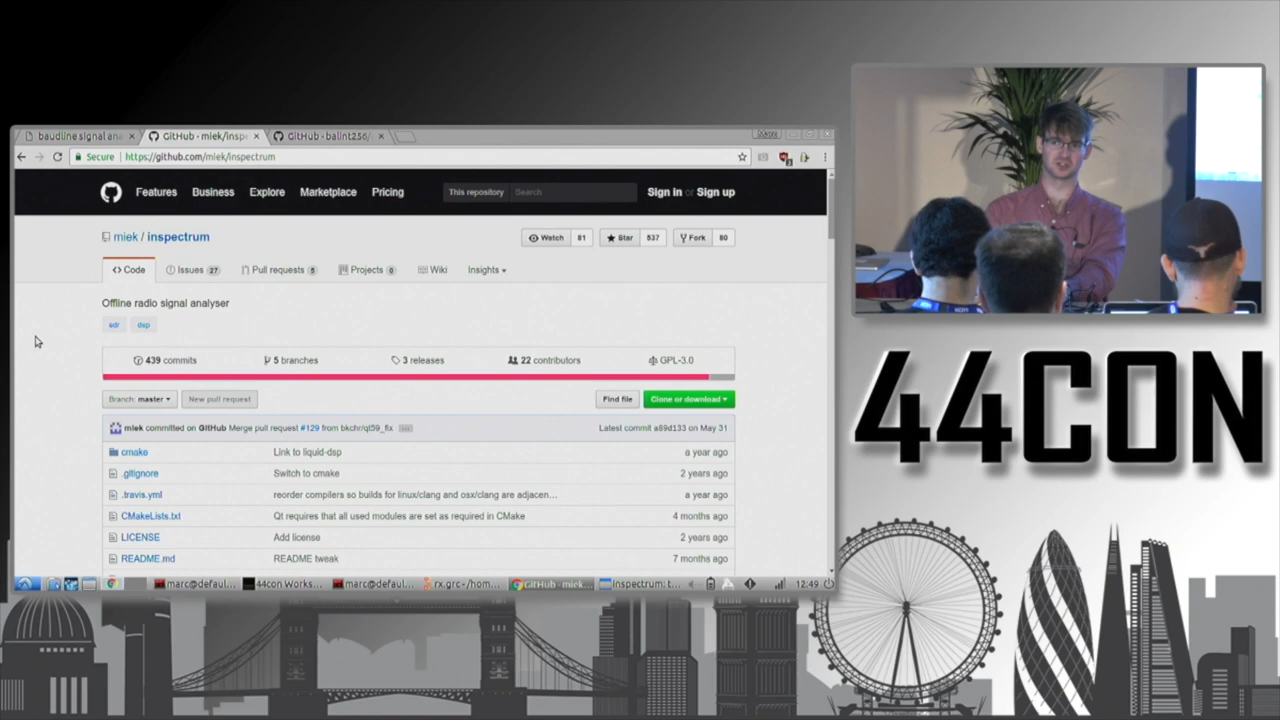 baudline signal ana
GitHub - miek/insp
GitHub - balint256/
Secure
https://github.com/miek/inspectrum
Features
Business
Explore
Marketplace
Pricing
This repository
Search
Sign in or Sign up
miek / inspectrum
Watch 81
Star 537
Fork 80
Code
Issues 27
Pull requests 5
Projects 0
Wiki
Insights
Offline radio signal analyser
sdr
dsp
439 commits
5 branches
3 releases
22 contributors
GPL-3.0
Branch: master
New pull request
Find file
Clone or download
miek committed on GitHub Merge pull request #129 from bkchr/qt59_fix
Latest commit a89d133 on May 31
cmake
Link to liquid-dsp
a year ago
.gitignore
Switch to cmake
2 years ago
.travis.yml
reorder compilers so builds for linux/clang and osx/clang are adjacen…
a year ago
CMakeLists.txt
Qt requires that all used modules are set as required in CMake
4 months ago
LICENSE
Add license
2 years ago
README.md
README tweak
7 months ago
marc@defaul...
44con Works...
marc@defaul...
rx.grc - /hom...
GitHub - miek...
inspectrum: t...
12:49
44CON